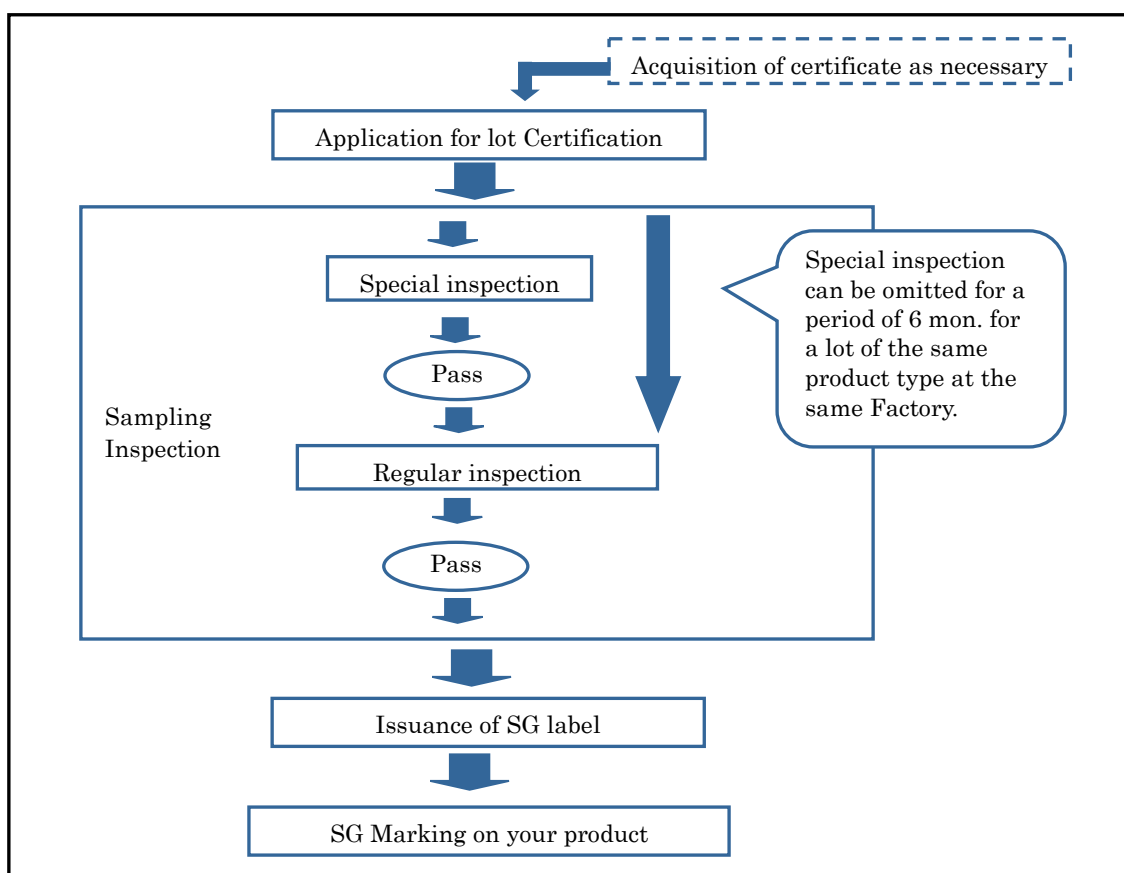 Acquisition of certificate as necessary
Application for lot Certification
Special inspection
Pass
Sampling
Inspection
Regular inspection
Pass
Special inspection
can be omitted for a
period of 6 mon. for
a lot of the same
product type at the
same Factory.
Issuance of SG label
SG Marking on your product